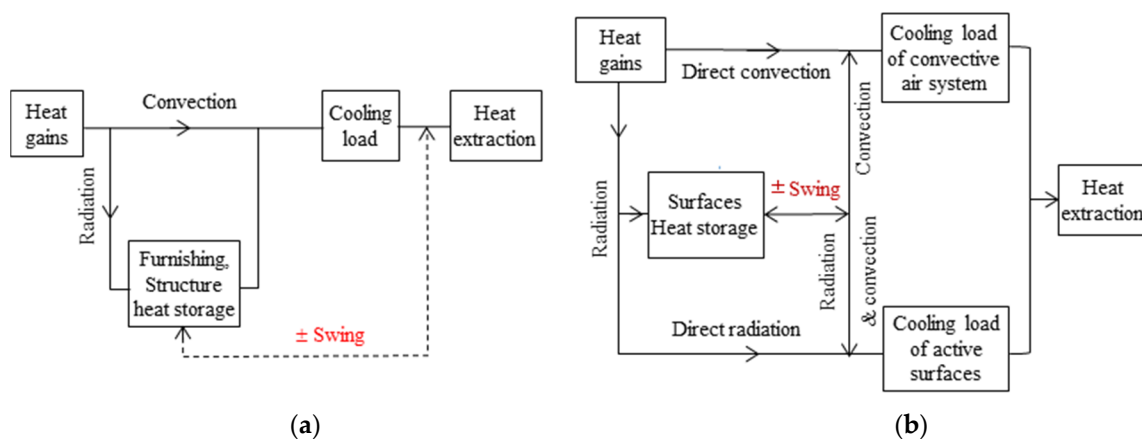 Heat
gains
Convection
Radiation
Furnishing,
Structure
heat storage
Cooling
load
Heat
extraction
± Swing
(a)
Heat
gains
Direct convection
Radiation
Surfaces
Heat storage
± Swing
Convection
Radiation
& convection
Direct radiation
Cooling load
of convective
air system
Cooling load
of active
surfaces
Heat
extraction
(b)